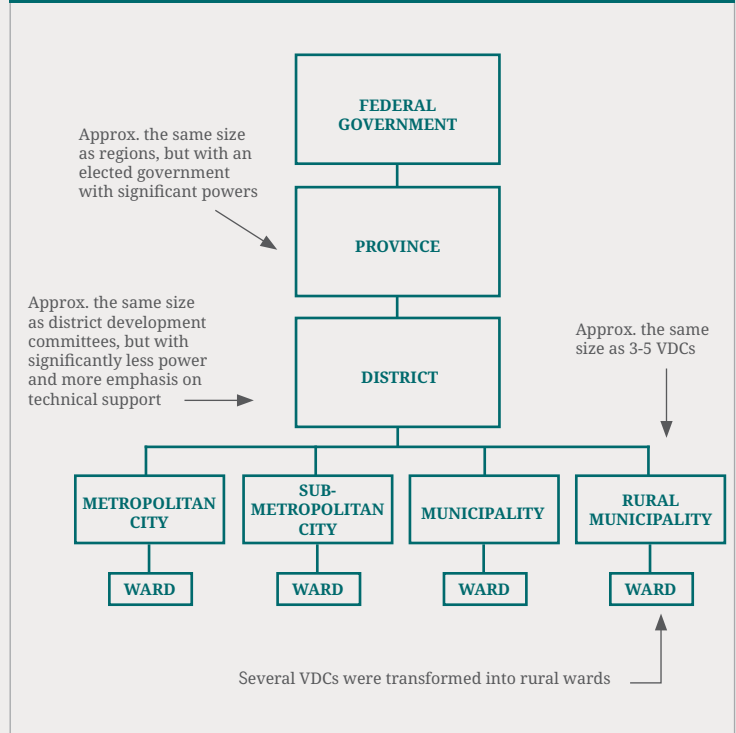 FEDERAL
GOVERNMENT
Approx. the same size
as regions, but with an
elected government
with significant powers
PROVINCE
Approx. the same size
as district development
committees, but with
significantly less power
and more emphasis on
technical support
DISTRICT
Approx. the same
size as 3-5 VDCs
METROPOLITAN
CITY
SUB-
METROPOLITAN
CITY
MUNICIPALITY
RURAL
MUNICIPALITY
WARD
WARD
WARD
WARD
Several VDCs were transformed into rural wards